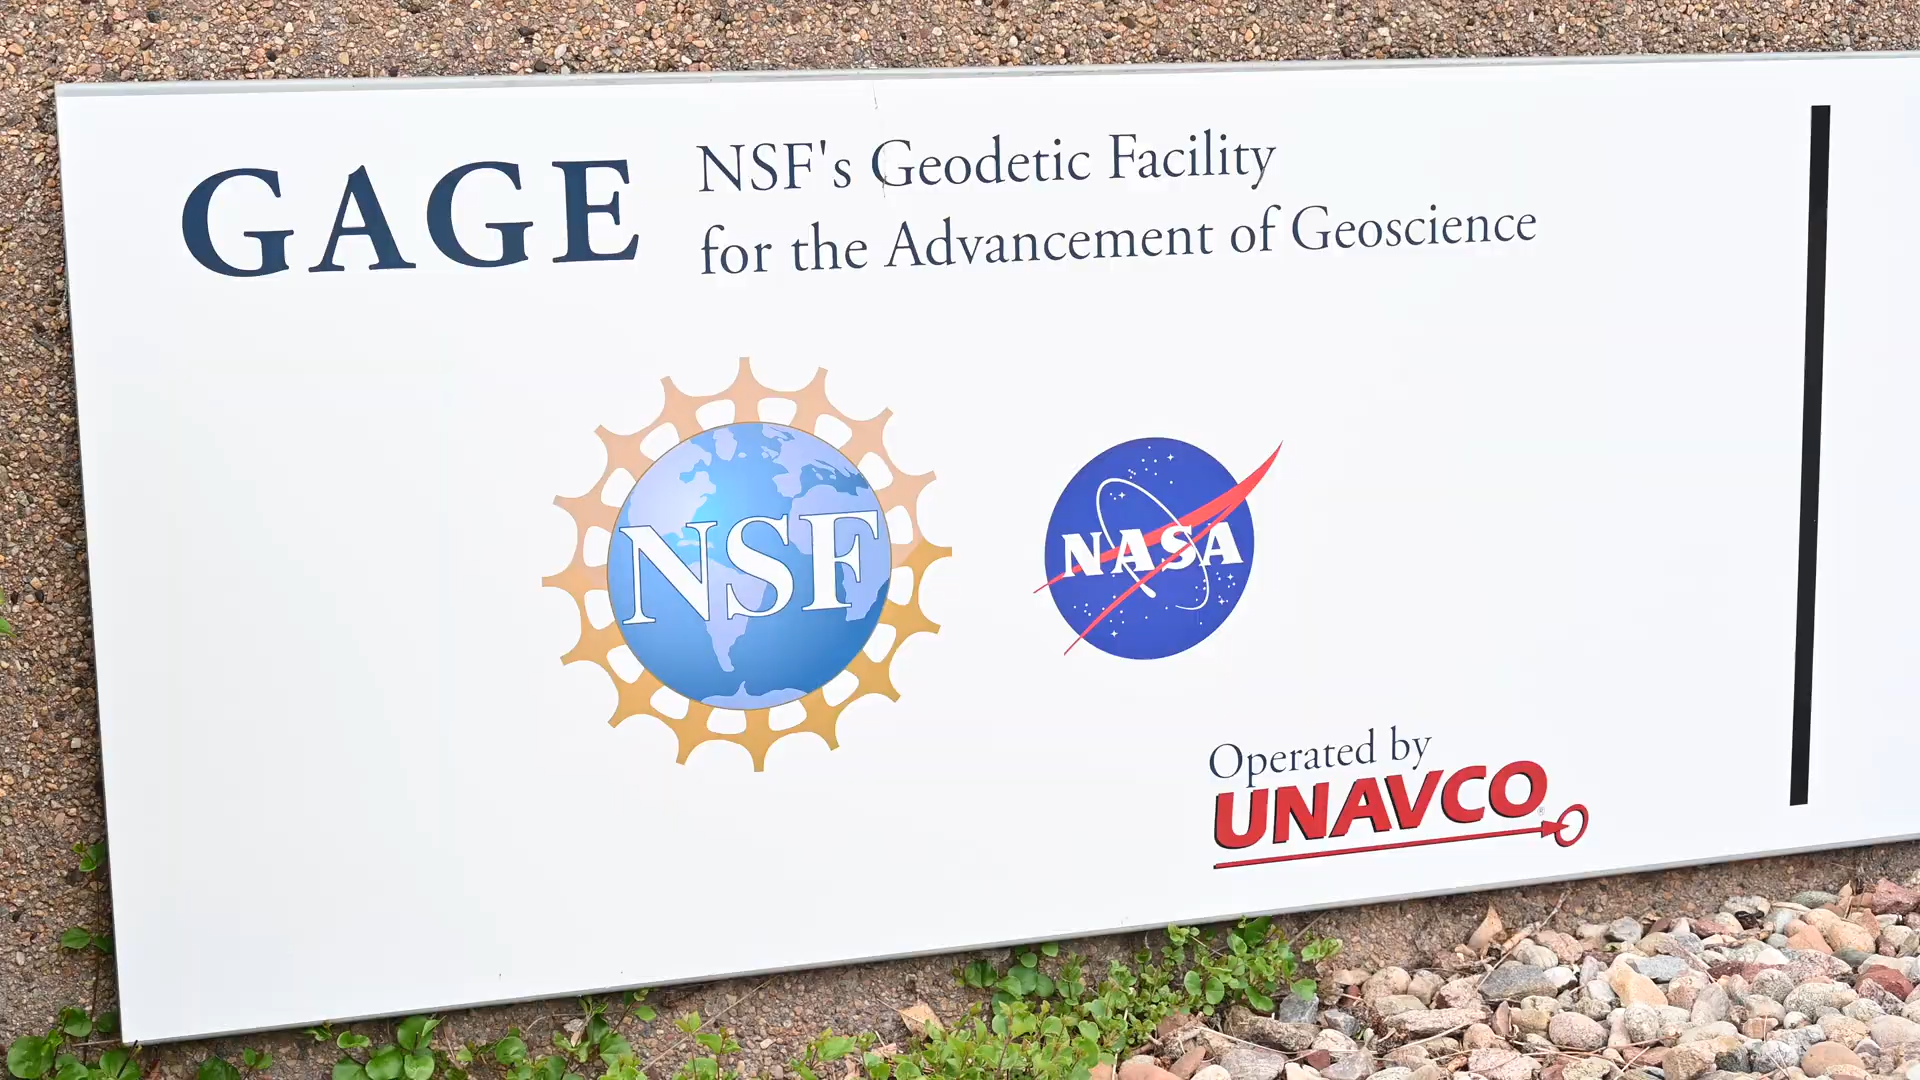 GAGE
NSF's Geodetic Facility
for the Advancement of Geoscience
NSF
NASA
Operated by
UNAVCO